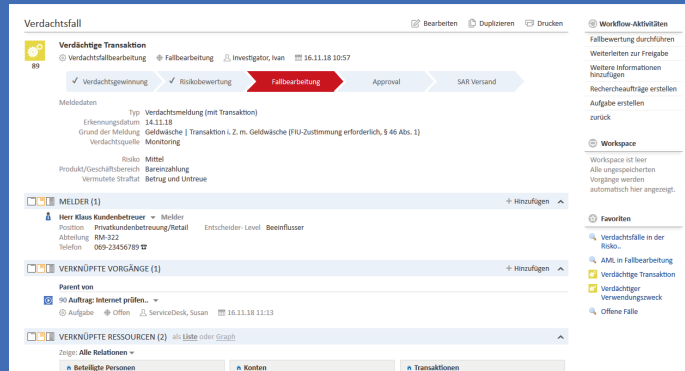 Verdachtsfall
Bearbeiten Duplizieren Drucken
Verdächtige Transaktion
Verdachtsfallbearbeitung Fallbearbeitung Investigator, Ivan 16.11.18 10:57
89
✓ Verdachtsgewinnung ✓ Risikobewertung Fallbearbeitung Approval SAR Versand
Meldedaten
Typ Verdachtsmeldung (mit Transaktion)
Erkennungsdatum 14.11.18
Grund der Meldung Geldwäsche | Transaktion i. Z. m. Geldwäsche (FIU-Zustimmung erforderlich, § 46 Abs. 1)
Verdachtsquelle Monitoring
Risiko Mittel
Produkt/Geschäftsbereich Bareinzahlung
Vermutete Straftat Betrug und Untreue
MELDER (1) + Hinzufügen
Herr Klaus Kundenbetreuer Melder
Position Privatkundenbetreuung/Retail Entscheider- Level Beeinflusser
Abteilung RM-322
Telefon 069-23456789
VERKNÜPFTE VORGÄNGE (1) + Hinzufügen
Parent von
90 Auftrag: Internet prüfen..
Aufgabe Offen ServiceDesk, Susan 16.11.18 11:13
VERKNÜPFTE RESSOURCEN (2) als Liste oder Graph
Zeige: Alle Relationen
Beteiligte Personen Konten Transaktionen
Workflow-Aktivitäten
Fallbewertung durchführen
Weiterleiten zur Freigabe
Weitere Informationen
hinzufügen
Rechercheaufträge erstellen
Aufgabe erstellen
zurück
Workspace
Workspace ist leer
Alle ungespeicherten
Vorgänge werden
automatisch hier angezeigt.
Favoriten
Verdachtsfälle in der
Risko..
AML in Fallbearbeitung
Verdächtige Transaktion
Verdächtiger
Verwendungszweck
Offene Fälle